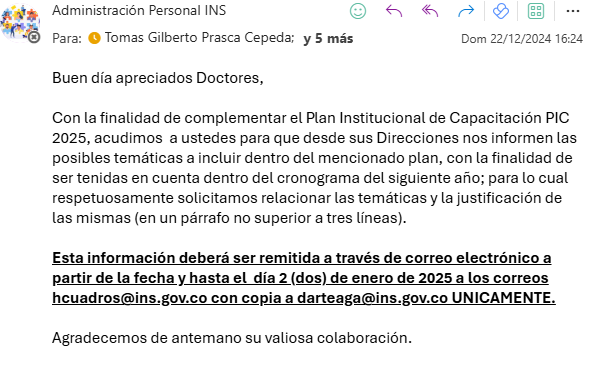 Administración Personal INS
Para: Tomas Gilberto Prasca Cepeda; y 5 más
Dom 22/12/2024 16:24
Buen día apreciados Doctores,
Con la finalidad de complementar el Plan Institucional de Capacitación PIC
2025, acudimos  a ustedes para que desde sus Direcciones nos informen las
posibles temáticas a incluir dentro del mencionado plan, con la finalidad de
ser tenidas en cuenta dentro del cronograma del siguiente año; para lo cual
respetuosamente solicitamos relacionar las temáticas y la justificación de
las mismas (en un párrafo no superior a tres líneas).
Esta información deberá ser remitida a través de correo electrónico a
partir de la fecha y hasta el  día 2 (dos) de enero de 2025 a los correos
hcuadros@ins.gov.co con copia a darteaga@ins.gov.co UNICAMENTE.
Agradecemos de antemano su valiosa colaboración.